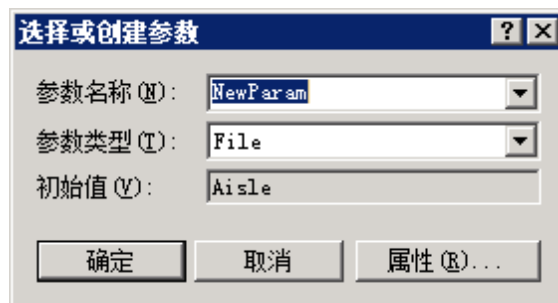 选择或创建参数
参数名称(N): NewParam
参数类型(T): File
初始值(V): Aisle
确定 取消 属性(R)...